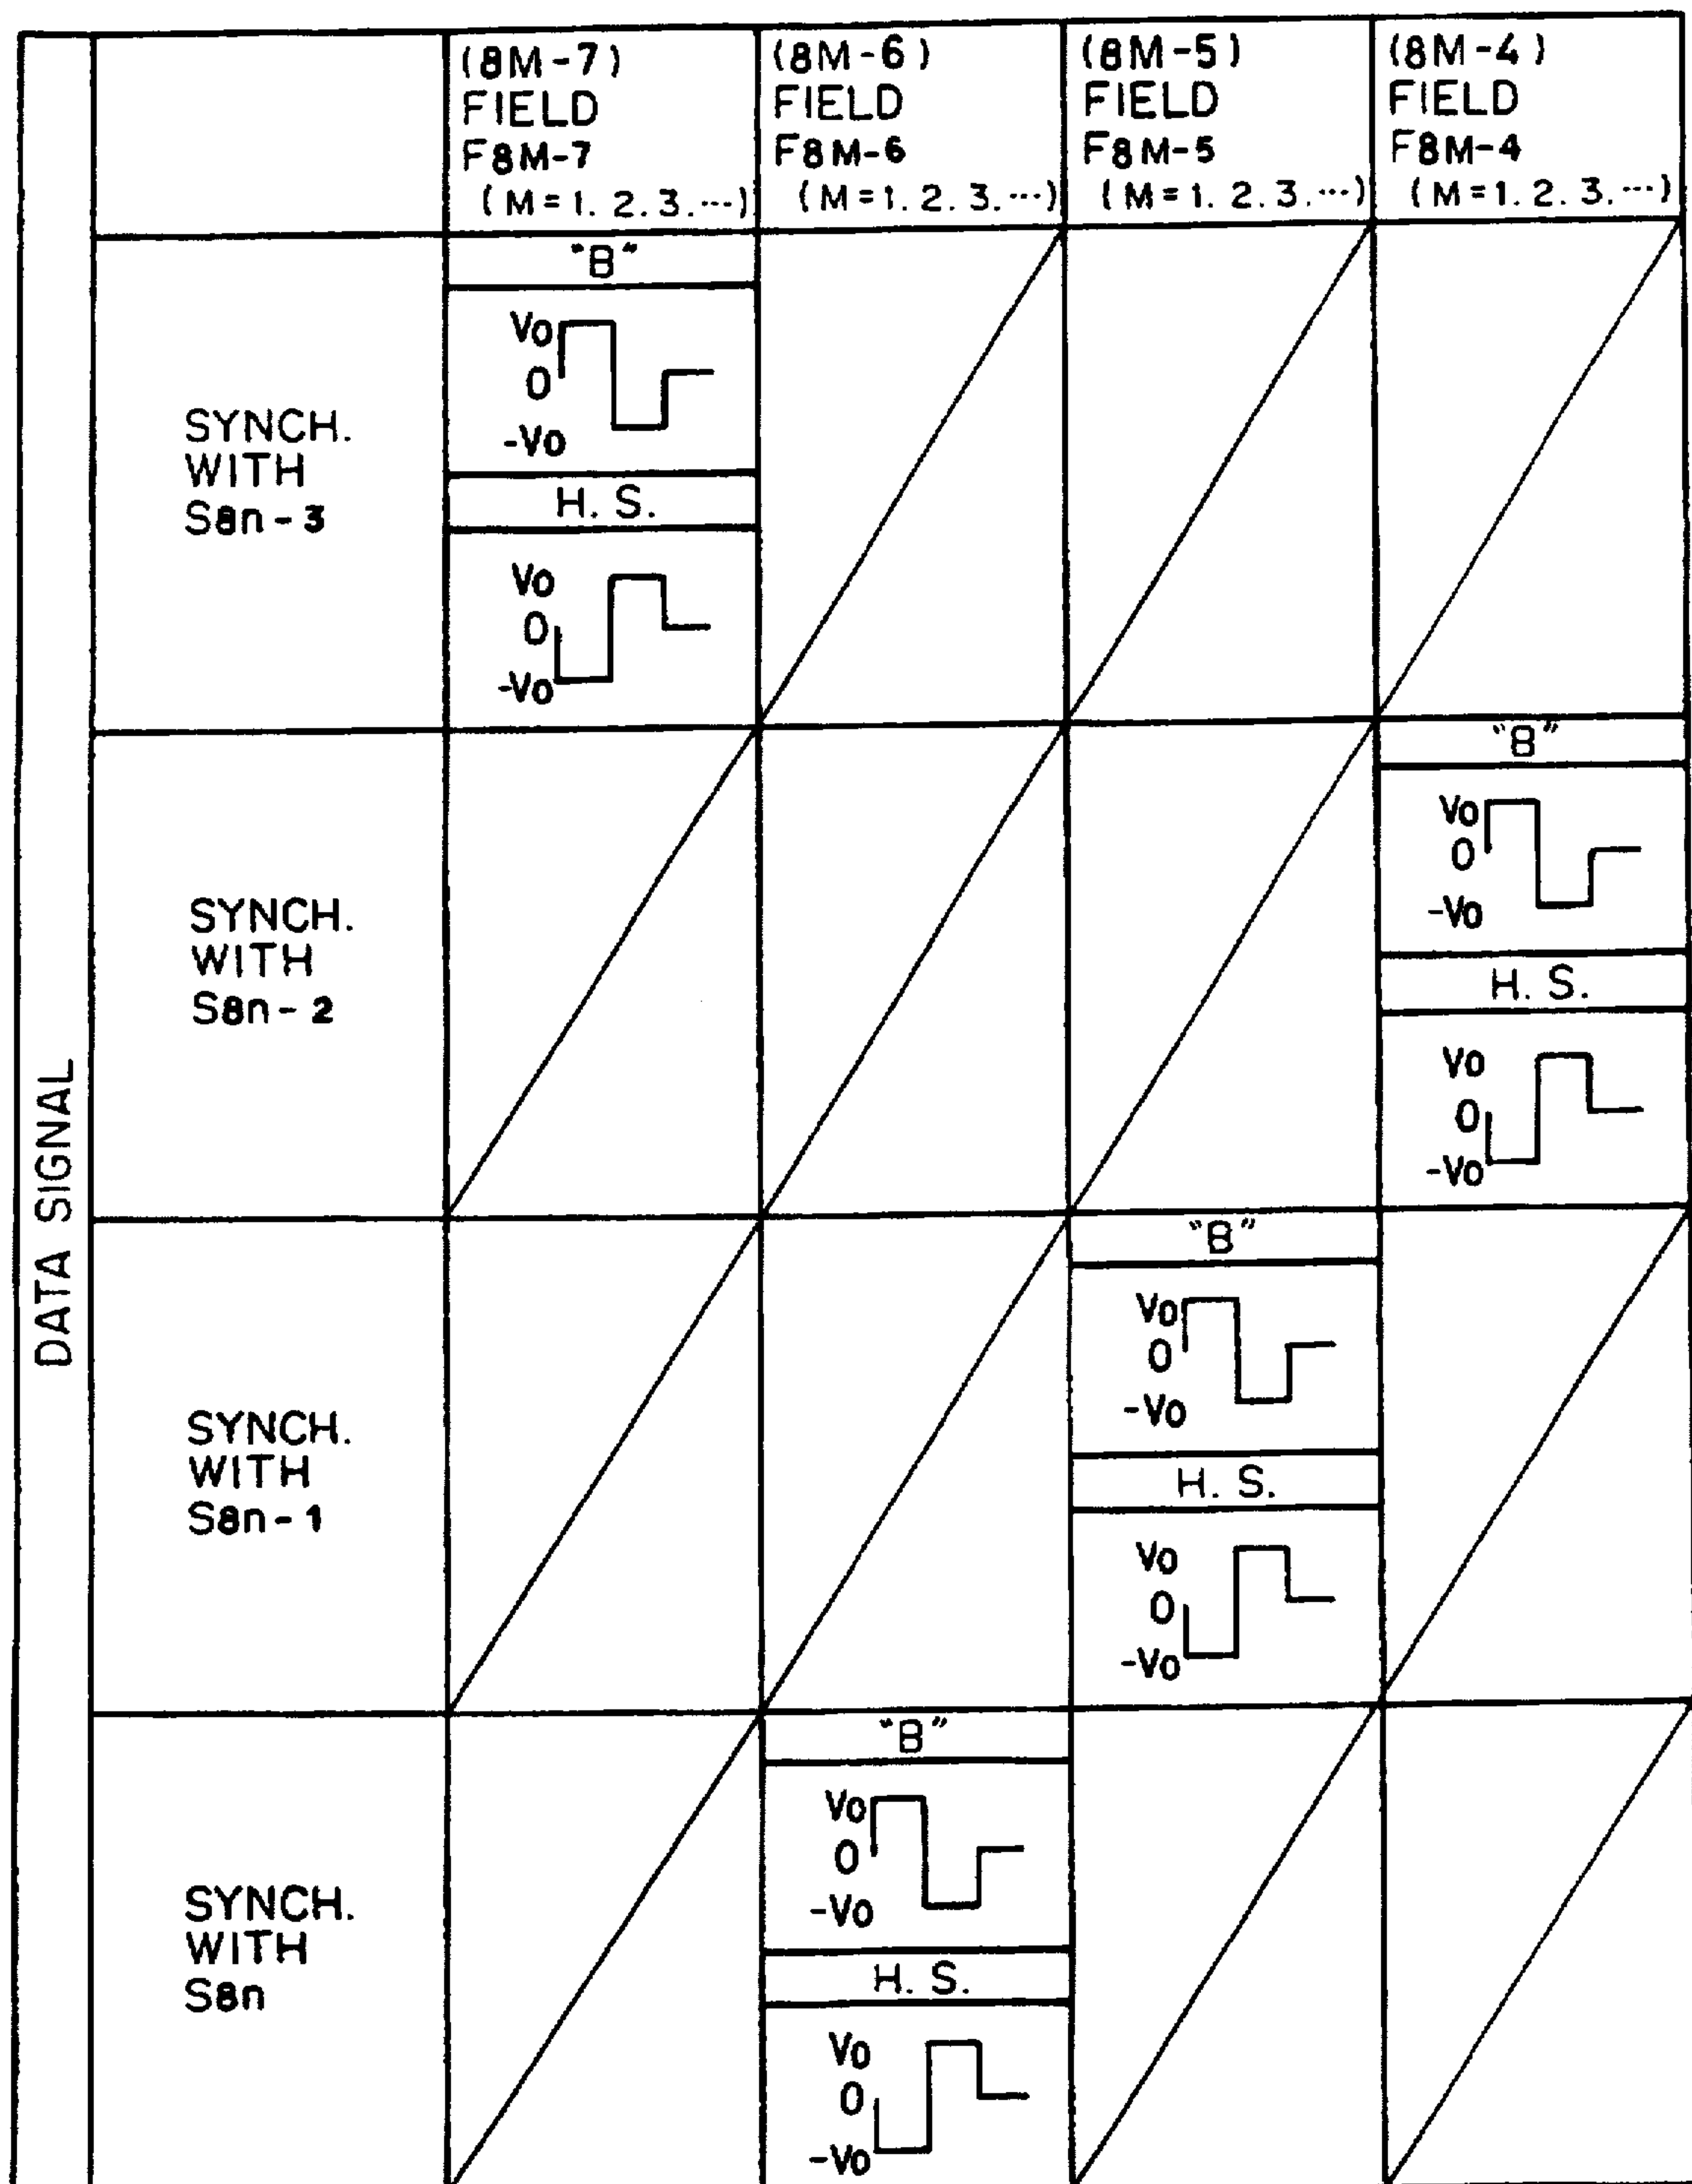 (8M-7)
FIELD
F8M-7
(M=1. 2. 3. ···)
(8M-6)
FIELD
F8M-6
(M=1. 2. 3. ···)
(8M-5)
FIELD
F8M-5
(M=1. 2. 3. ···)
(8M-4)
FIELD
F8M-4
(M=1. 2. 3. ···)
DATA SIGNAL
SYNCH.
WITH
S8n-3
"B"
Vo
0
-Vo
H. S.
Vo
0
-Vo
SYNCH.
WITH
S8n-2
"B"
Vo
0
-Vo
H. S.
Vo
0
-Vo
SYNCH.
WITH
S8n-1
"B"
Vo
0
-Vo
H. S.
Vo
0
-Vo
SYNCH.
WITH
S8n
"B"
Vo
0
-Vo
H. S.
Vo
0
-Vo